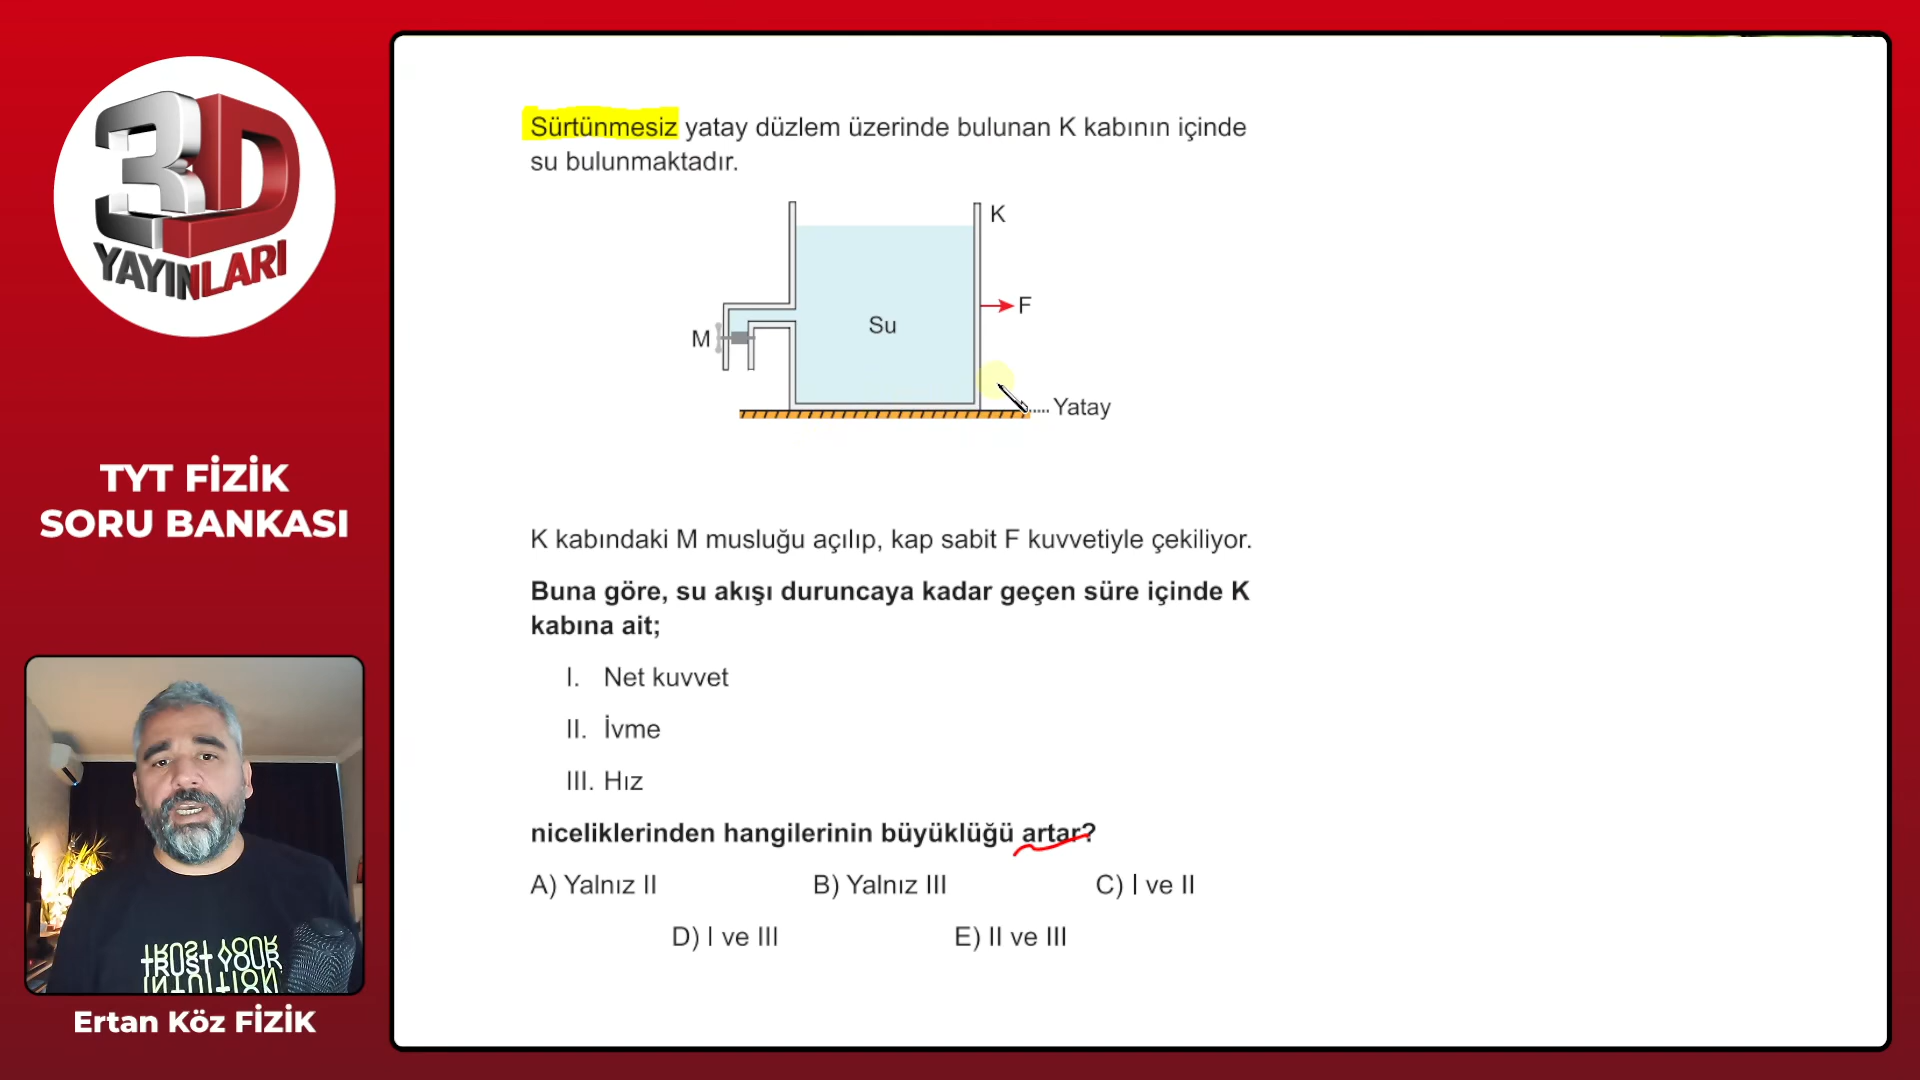 3D
YAYINLARI
TYT FİZİK
SORU BANKASI
TRUST YOUR
INTUITION
Ertan Köz FİZİK
Sürtünmesiz yatay düzlem üzerinde bulunan K kabının içinde
su bulunmaktadır.
K
F
Su
M
Yatay
K kabındaki M musluğu açılıp, kap sabit F kuvvetiyle çekiliyor.
Buna göre, su akışı duruncaya kadar geçen süre içinde K
kabına ait;
I. Net kuvvet
II. İvme
III. Hız
niceliklerinden hangilerinin büyüklüğü artar?
A) Yalnız II B) Yalnız III C) I ve II
D) I ve III E) II ve III